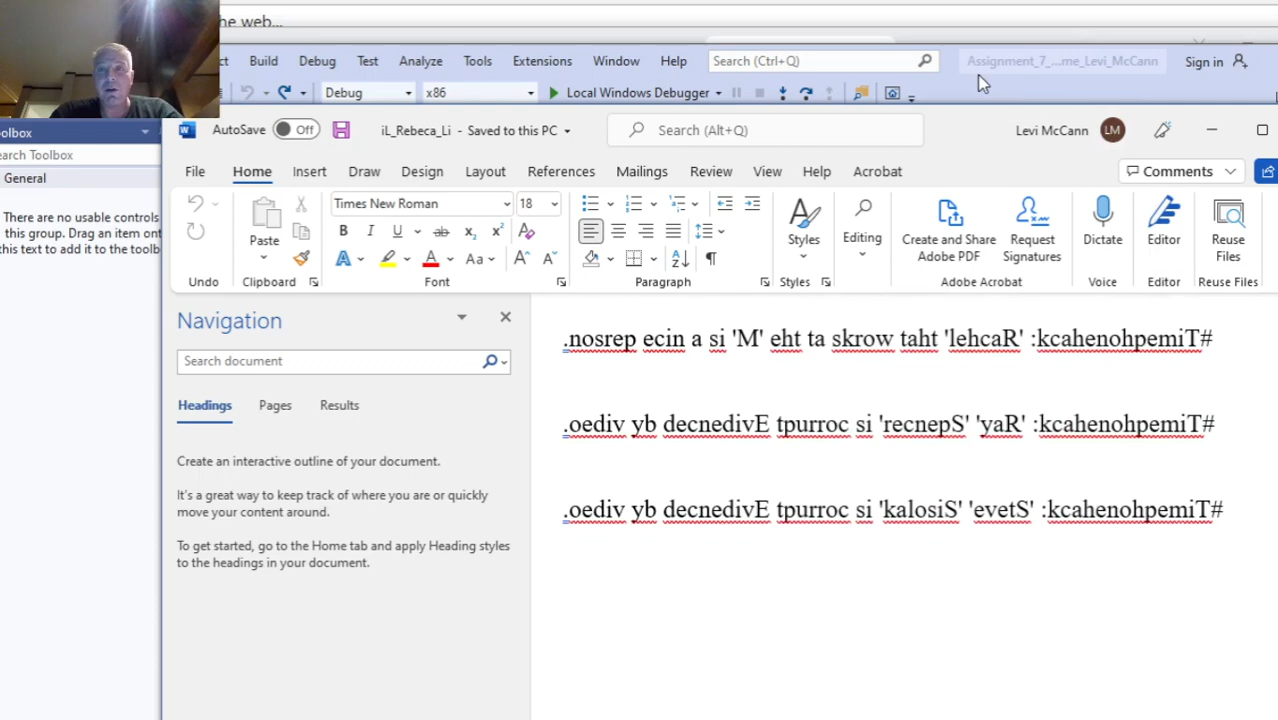 he web...
ct Build Debug Test Analyze Tools Extensions Window Help Search (Ctrl+Q) Assignment_7_...me_Levi_McCann Sign in
Debug x86 Local Windows Debugger
oolbox
AutoSave Off iL_Rebeca_Li - Saved to this PC Search (Alt+Q) Levi McCann LM
earch Toolbox
General
There are no usable controls
this group. Drag an item ont
this text to add it to the toolb
File Home Insert Draw Design Layout References Mailings Review View Help Acrobat Comments
Paste
Times New Roman 18
Styles
Editing
Create and Share
Adobe PDF
Request
Signatures
Dictate
Editor
Reuse
Files
Undo Clipboard Font Paragraph Styles Adobe Acrobat Voice Editor Reuse Files
Navigation
Search document
Headings Pages Results
Create an interactive outline of your document.
It's a great way to keep track of where you are or quickly
move your content around.
To get started, go to the Home tab and apply Heading styles
to the headings in your document.
.nosrep ecin a si 'M' eht ta skrow taht 'lehcaR' :kcahenohpemiT#
.oediv yb decnedivE tpurroc si 'recnepS' 'yaR' :kcahenohpemiT#
.oediv yb decnedivE tpurroc si 'kalosiS' 'evetS' :kcahenohpemiT#